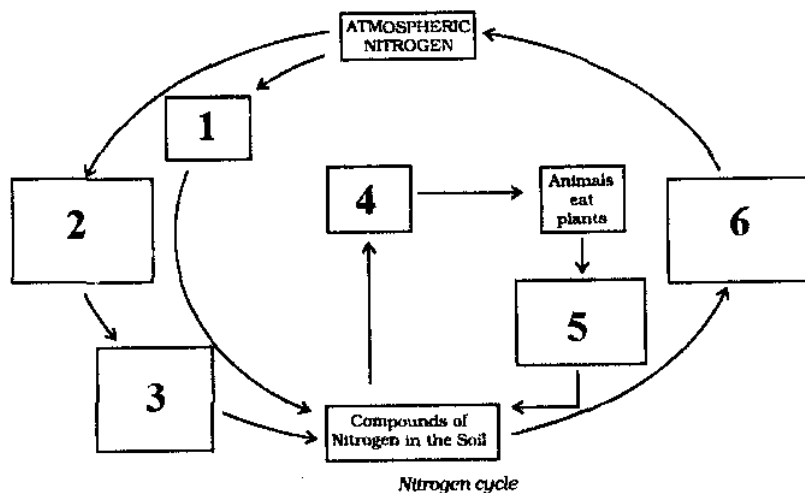 ATMOSPHERIC
NITROGEN
1
2
4
Animals
eat
plants
6
5
3
Compounds of
Nitrogen in the Soil
Nitrogen cycle